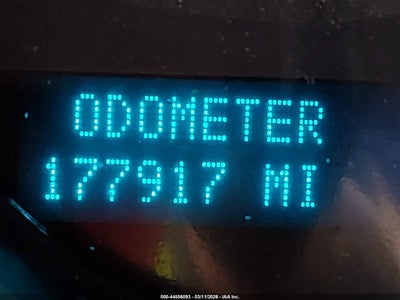 ODOMETER
177917 MI
000-44556093 - 03/11/2026 - IAA Inc.